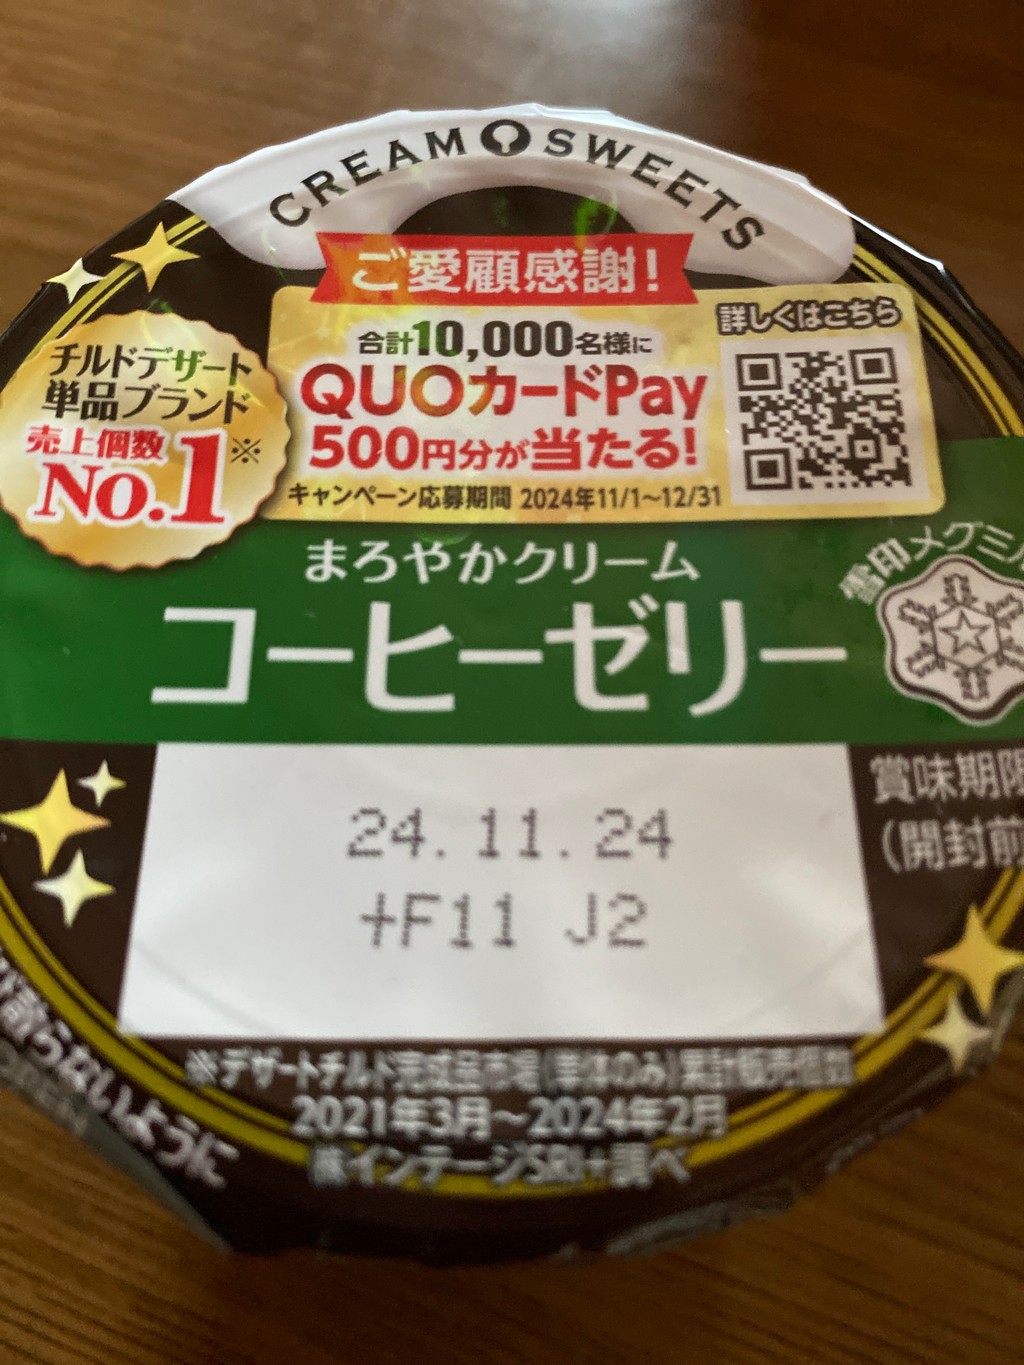 CREAM SWEETS
ご愛顧感謝!
チルドデザート
単品ブランド
売上個数
No.1※
合計10,000名様に
QUOカードPay
500円分が当たる!
キャンペーン応募期間 2024年11/1~12/31
詳しくはこちら
まろやかクリーム
コーヒーゼリー
雪印メグミル
賞味期限
(開封前
24.11.24
+F11 J2
※デザートチルド完成品市場(単体のみ)累計販売個数
2021年3月~2024年2月
㈱インテージSRI+調べ
散らないように